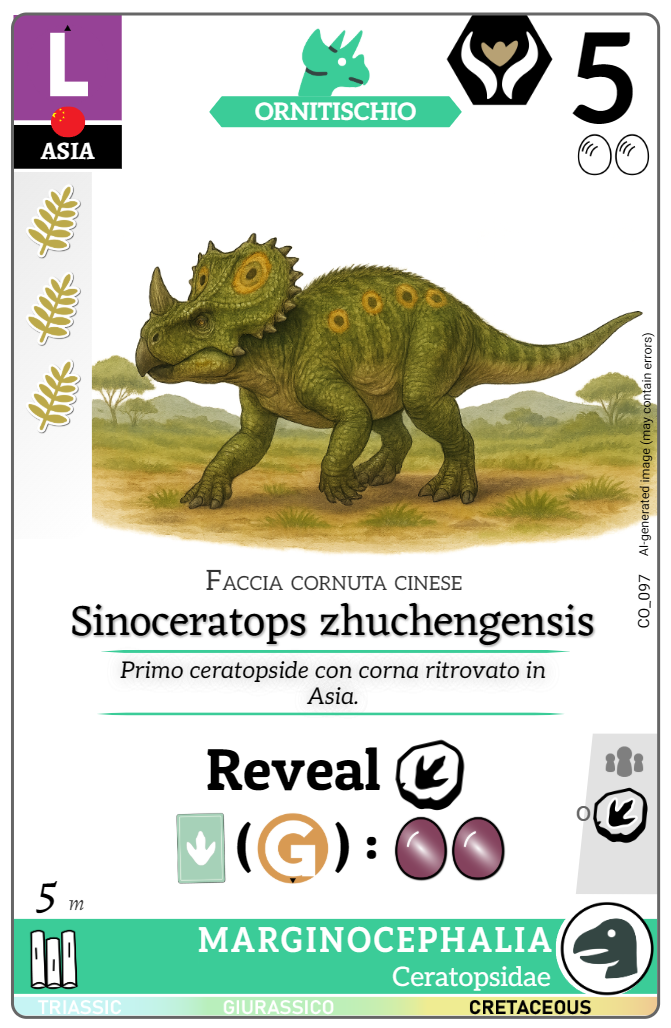 L
ASIA
ORNITISCHIO
5
AI-generated image (may contain errors)
CO_097
Faccia cornuta cinese
Sinoceratops zhuchengensis
Primo ceratopside con corna ritrovato in
Asia.
Reveal
(G) :
O
5 m
MARGINOCEPHALIA
Ceratopsidae
TRIASSIC GIURASSICO CRETACEOUS